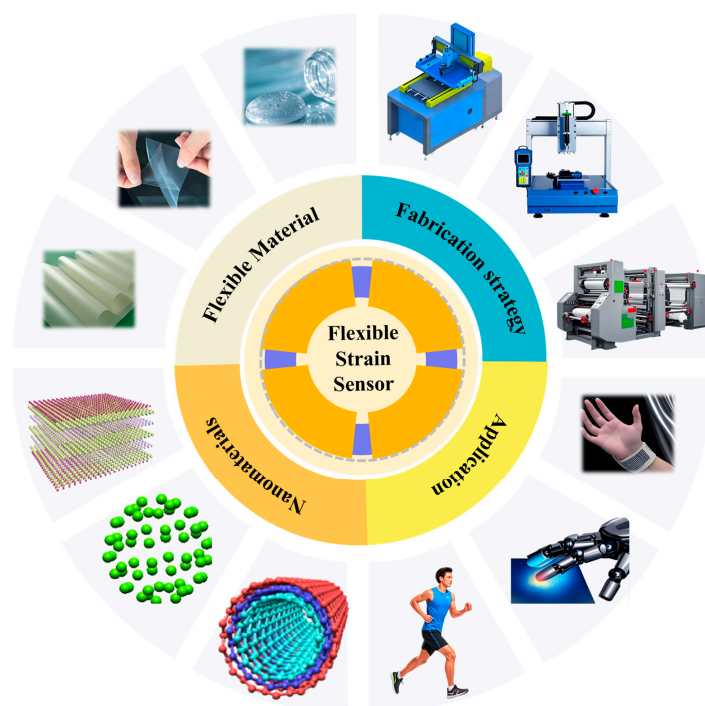 Flexible Material
Fabrication strategy
Flexible
Strain
Sensor
Nanomaterials
Application